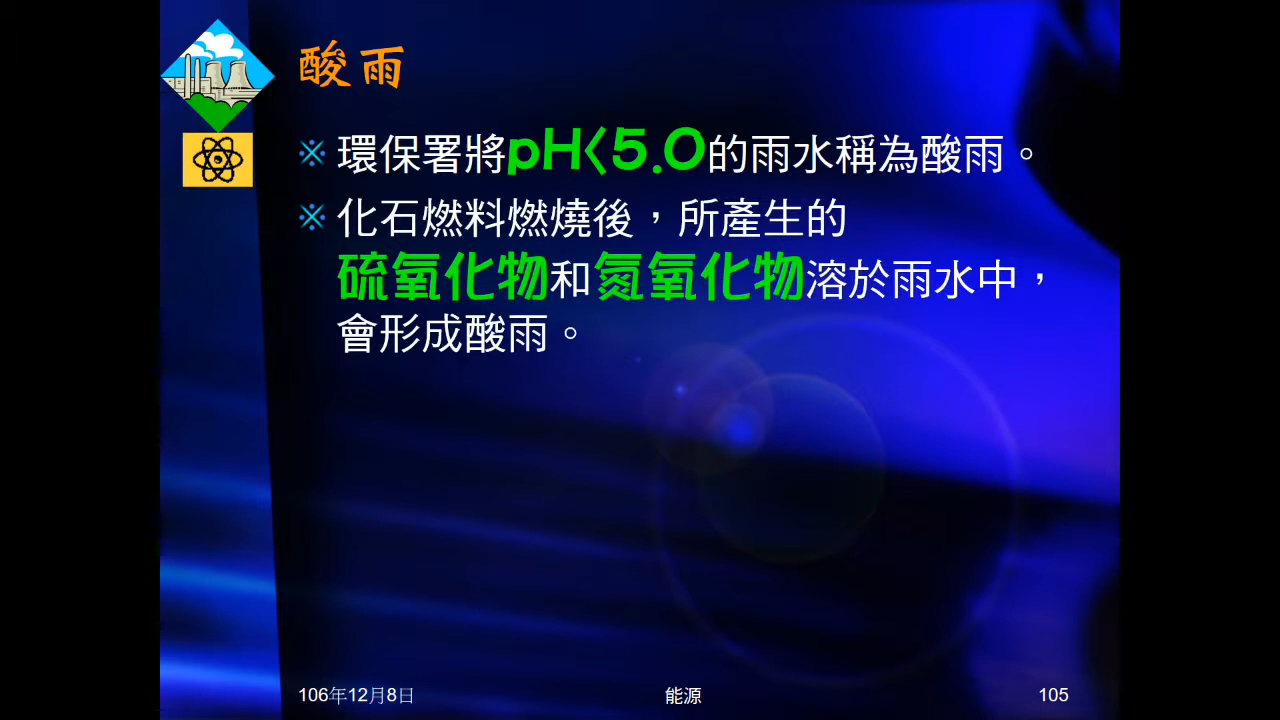 酸雨
※ 環保署將pH<5.0的雨水稱為酸雨。
※ 化石燃料燃燒後，所產生的
硫氧化物和氮氧化物溶於雨水中，
會形成酸雨。
106年12月8日
能源
105